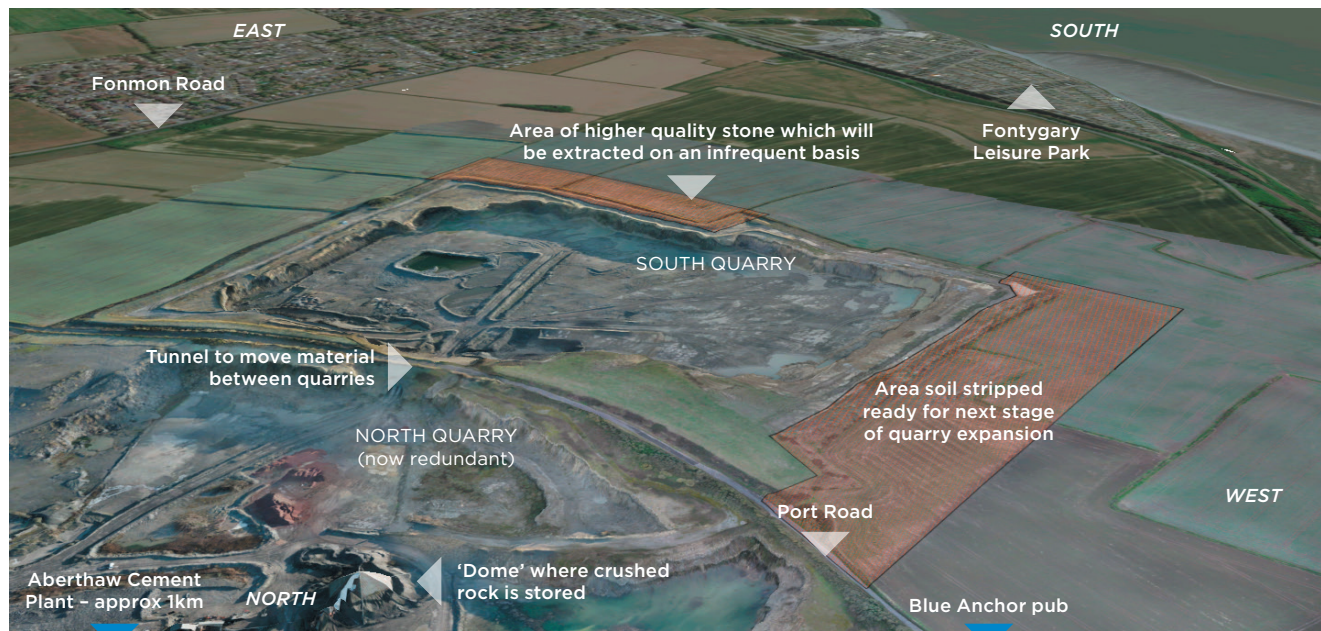 EAST
SOUTH
Fonmon Road
Area of higher quality stone which will
be extracted on an infrequent basis
Fontygary
Leisure Park
SOUTH QUARRY
Tunnel to move material
between quarries
Area soil stripped
ready for next stage
of quarry expansion
NORTH QUARRY
(now redundant)
WEST
Port Road
‘Dome’ where crushed
rock is stored
Aberthaw Cement
Plant – approx 1km
NORTH
Blue Anchor pub